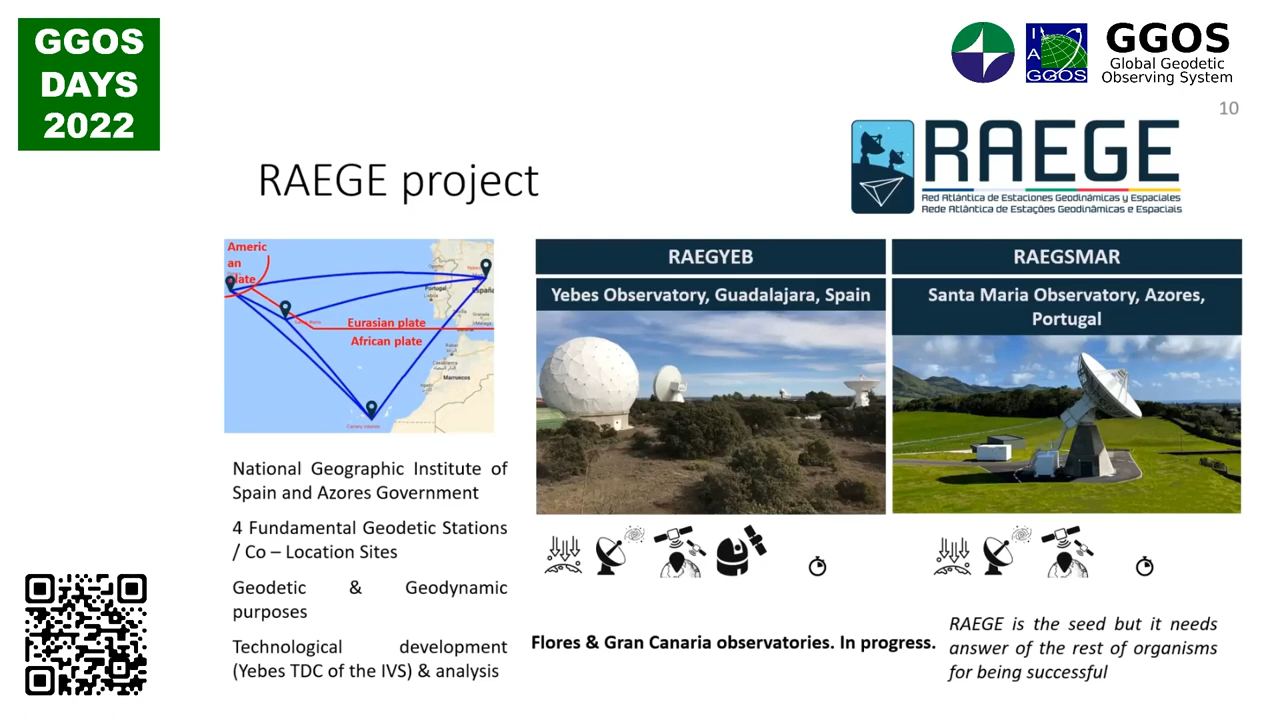 GGOS
DAYS
2022
I
A
GGOS
GGOS
Global Geodetic
Observing System
10
RAEGE
Red Atlántica de Estaciones Geodinámicas y Espaciales
Rede Atlântica de Estações Geodinâmicas e Espaciais
RAEGE project
Americ
an
plate
Eurasian plate
African plate
Portugal
Lisboa
España
Rabat
Casablanca
Marruecos
Canary Islands
National Geographic Institute of
Spain and Azores Government
4 Fundamental Geodetic Stations
/ Co – Location Sites
Geodetic & Geodynamic
purposes
Technological development
(Yebes TDC of the IVS) & analysis
RAEGYEB
Yebes Observatory, Guadalajara, Spain
RAEGSMAR
Santa Maria Observatory, Azores,
Portugal
Flores & Gran Canaria observatories. In progress.
RAEGE is the seed but it needs
answer of the rest of organisms
for being successful